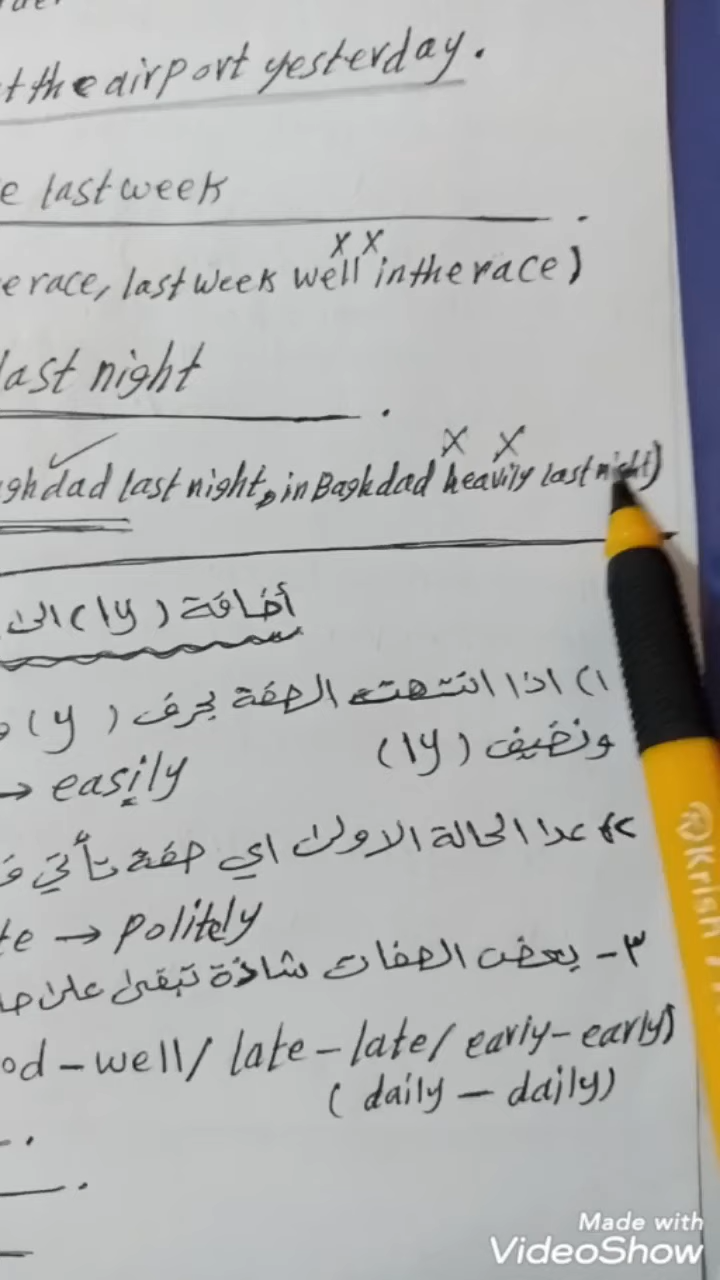 t the airport yesterday.
e last week
e race, last week well in the race)
last night
ghdad last night, in Baghdad heavily last night)
أضافة (ly) الى
١) اذا انتهت الصفة بحرف (y)
ونضيف (ly)
→ easily
٢) عدا الحالة الاولى اي صفة تأتي
te → politely
٣- بعض الصفات شاذة تبقى على حا
od - well / late - late / early - early)
(daily - daily)
Krish
Made with
VideoShow